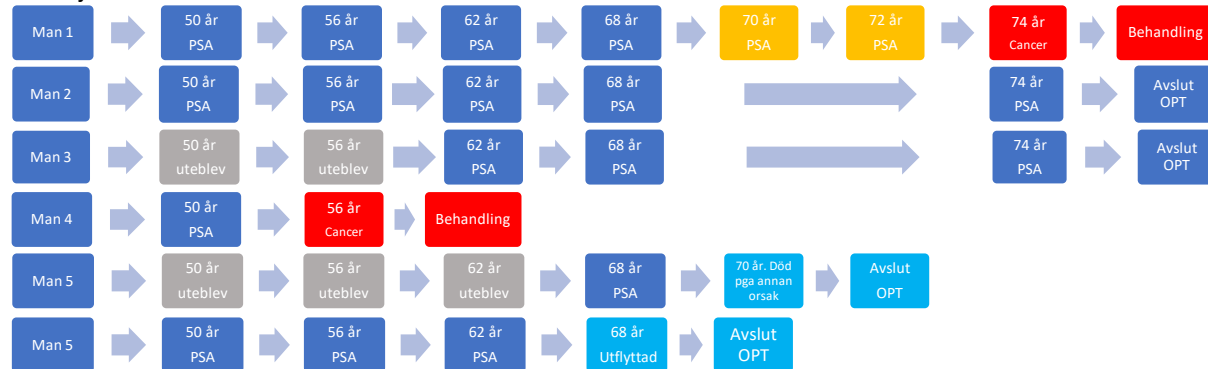 Man 1
50 år
PSA
56 år
PSA
62 år
PSA
68 år
PSA
70 år
PSA
72 år
PSA
74 år
Cancer
Behandling
Man 2
50 år
PSA
56 år
PSA
62 år
PSA
68 år
PSA
74 år
PSA
Avslut
OPT
Man 3
50 år
uteblev
56 år
uteblev
62 år
PSA
68 år
PSA
74 år
PSA
Avslut
OPT
Man 4
50 år
PSA
56 år
Cancer
Behandling
Man 5
50 år
uteblev
56 år
uteblev
62 år
uteblev
68 år
PSA
70 år. Död
pga annan
orsak
Avslut
OPT
Man 5
50 år
PSA
56 år
PSA
62 år
PSA
68 år
Utflyttad
Avslut
OPT